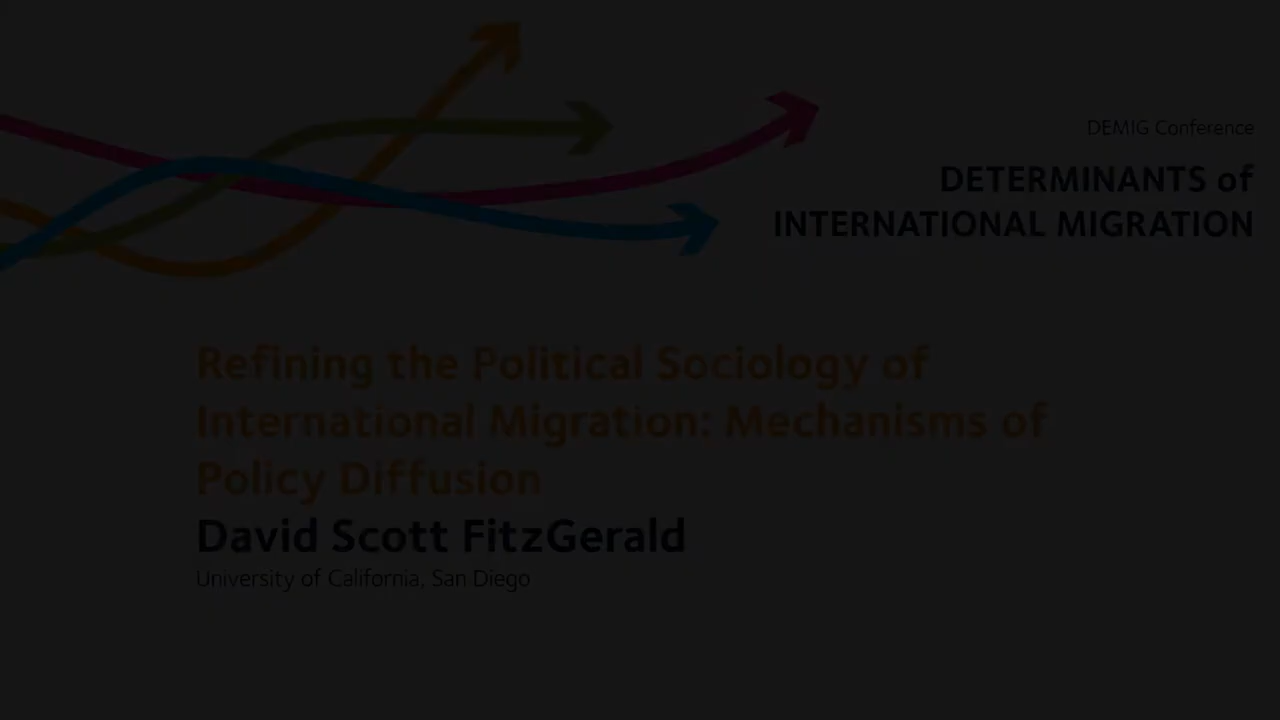 DEMIG Conference
DETERMINANTS of
INTERNATIONAL MIGRATION
Refining the Political Sociology of
International Migration: Mechanisms of
Policy Diffusion
David Scott FitzGerald
University of California, San Diego